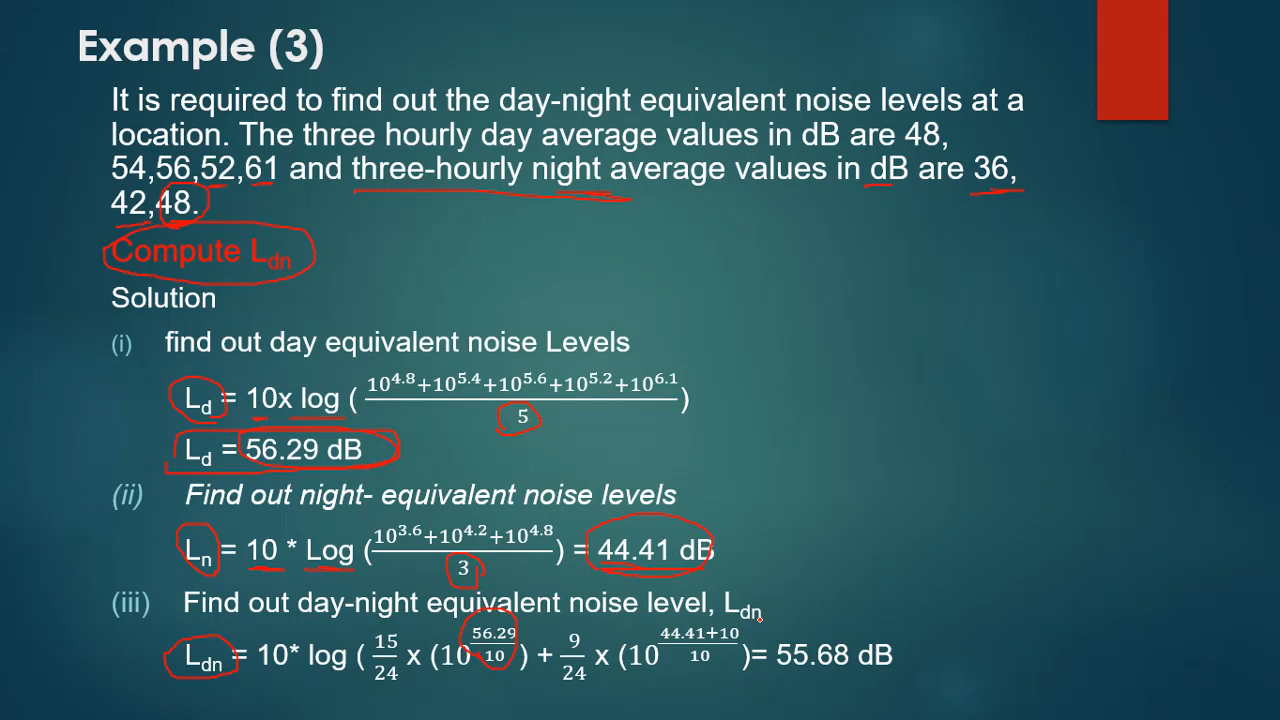 Example (3)
It is required to find out the day-night equivalent noise levels at a
location. The three hourly day average values in dB are 48,
54,56,52,61 and three-hourly night average values in dB are 36,
42,48.
Compute L_dn
Solution
(i) find out day equivalent noise Levels
L_d = 10x log ( (10^4.8+10^5.4+10^5.6+10^5.2+10^6.1)/5 )
L_d = 56.29 dB
(ii) Find out night- equivalent noise levels
L_n = 10 * Log ( (10^3.6+10^4.2+10^4.8)/3 ) = 44.41 dB
(iii) Find out day-night equivalent noise level, L_dn
L_dn = 10* log ( 15/24 x (10^(56.29/10) ) + 9/24 x (10^((44.41+10)/10) )= 55.68 dB